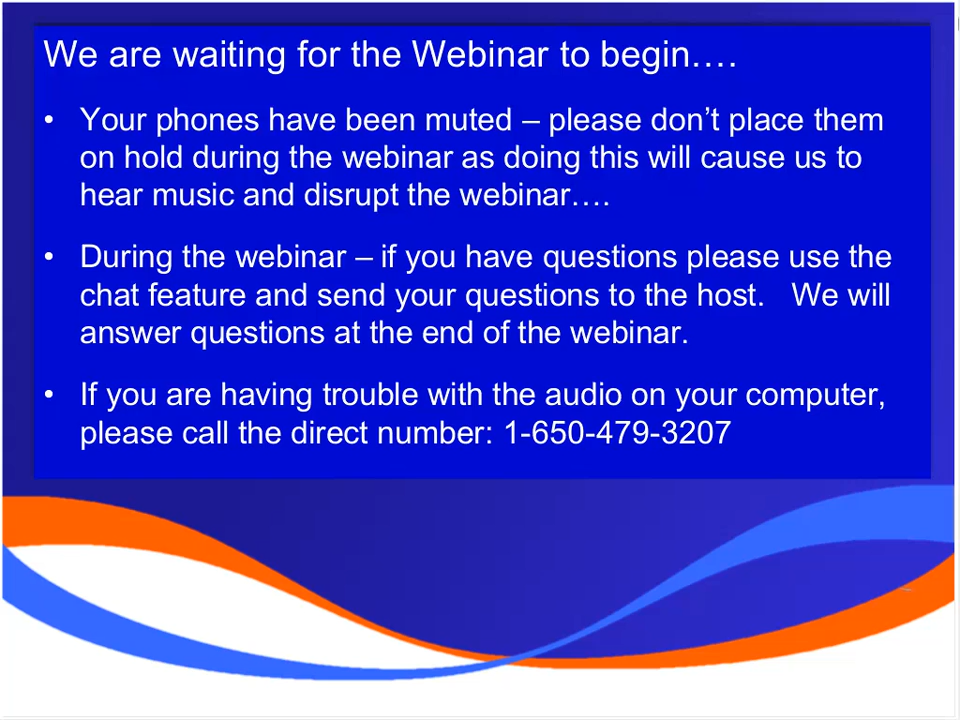 We are waiting for the Webinar to begin….
• Your phones have been muted – please don’t place them
on hold during the webinar as doing this will cause us to
hear music and disrupt the webinar….
• During the webinar – if you have questions please use the
chat feature and send your questions to the host.   We will
answer questions at the end of the webinar.
• If you are having trouble with the audio on your computer,
please call the direct number: 1-650-479-3207